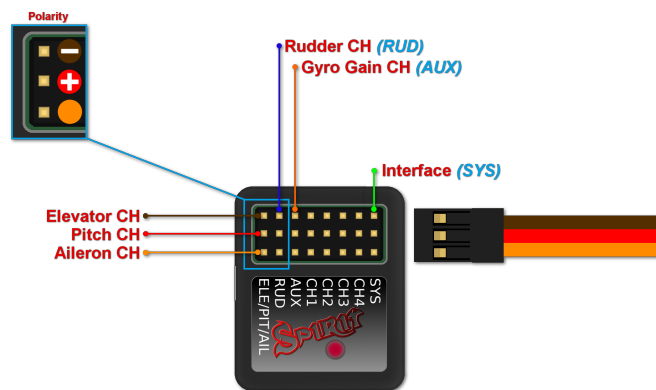 Polarity
Rudder CH (RUD)
Gyro Gain CH (AUX)
Interface (SYS)
Elevator CH
Pitch CH
Aileron CH
ELE/PIT/AIL
RUD
AUX
CH1
CH2
CH3
CH4
SYS
SPIRIT